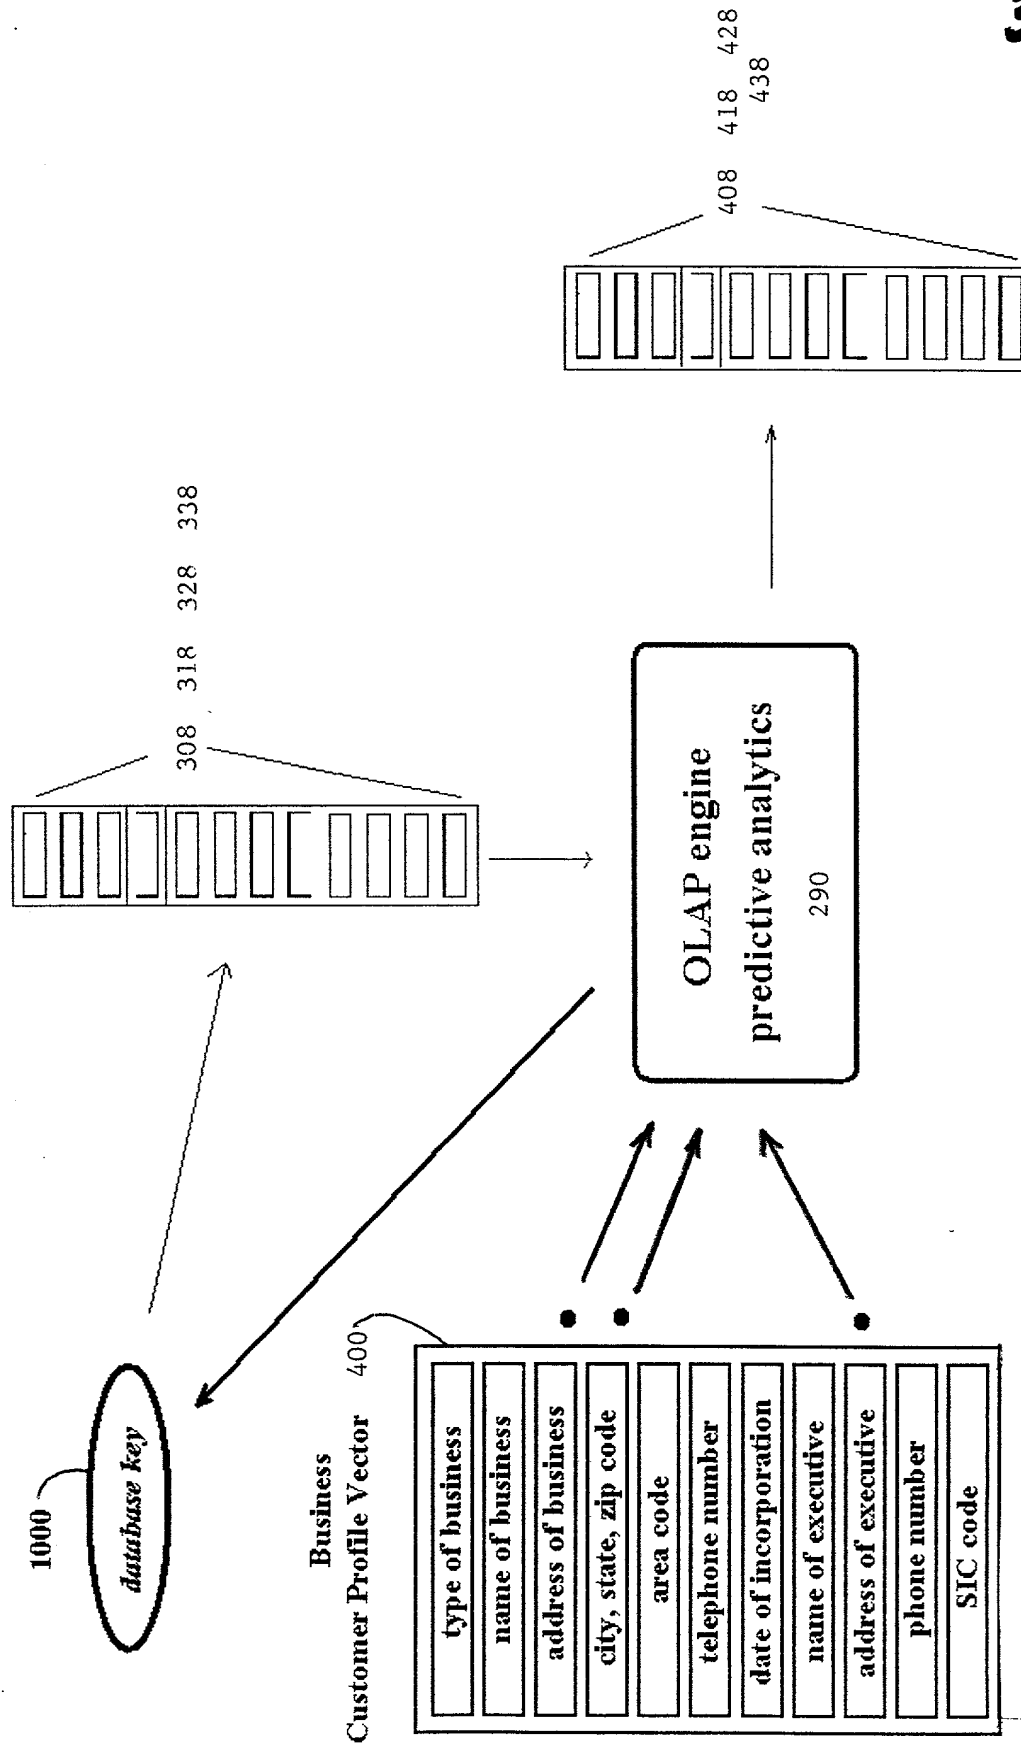 1000
database key
308 318 328 338
Business
Customer Profile Vector 400
type of business
name of business
address of business
city, state, zip code
area code
telephone number
date of incorporation
name of executive
address of executive
phone number
SIC code
OLAP engine
predictive analytics
290
408 418 428
438